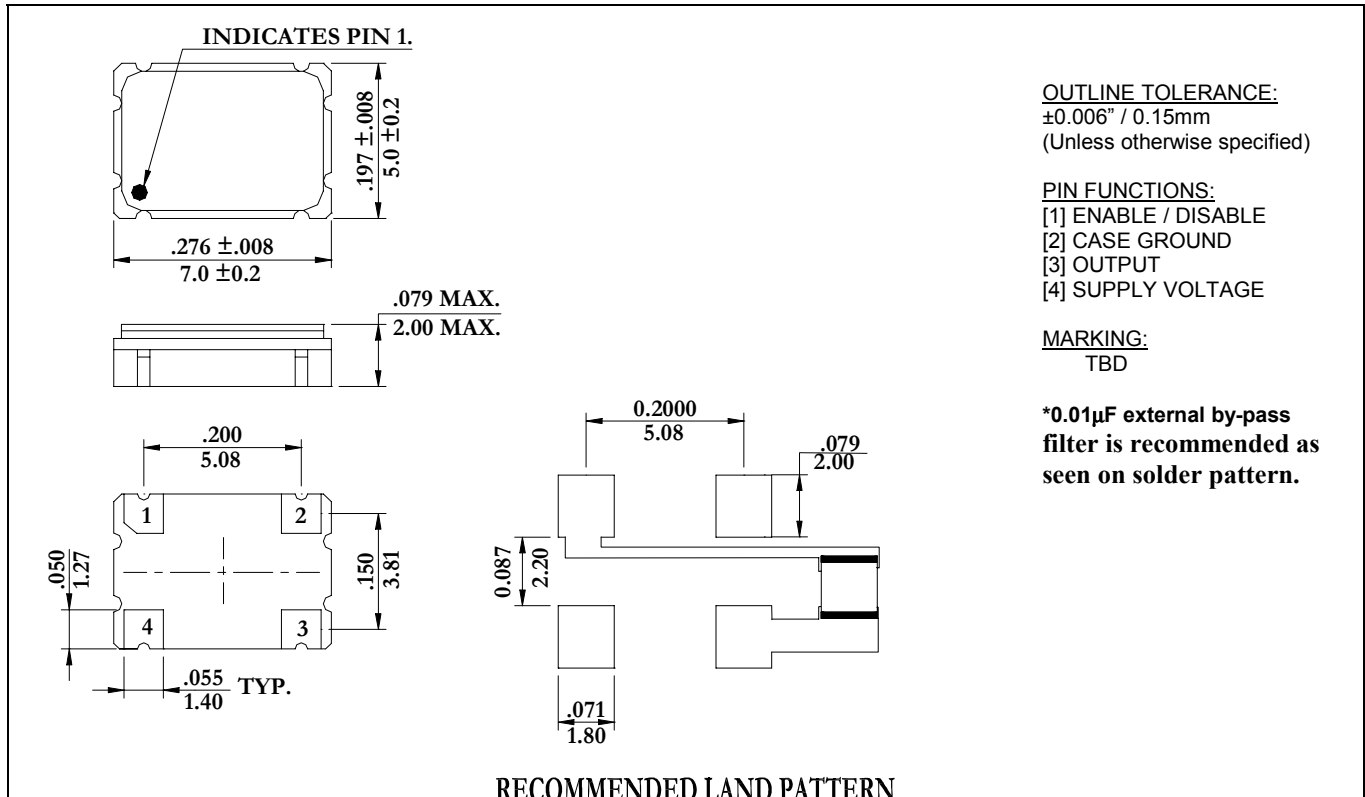 INDICATES PIN 1.
.197 ±.008
5.0 ±0.2
.276 ±.008
7.0 ±0.2
.079 MAX.
2.00 MAX.
.200
5.08
1
2
.050
1.27
.150
3.81
4
3
.055
1.40
TYP.
0.2000
5.08
.079
2.00
0.087
2.20
.071
1.80
RECOMMENDED LAND PATTERN
OUTLINE TOLERANCE:
±0.006” / 0.15mm
(Unless otherwise specified)
PIN FUNCTIONS:
[1] ENABLE / DISABLE
[2] CASE GROUND
[3] OUTPUT
[4] SUPPLY VOLTAGE
MARKING:
TBD
*0.01µF external by-pass
filter is recommended as
seen on solder pattern.